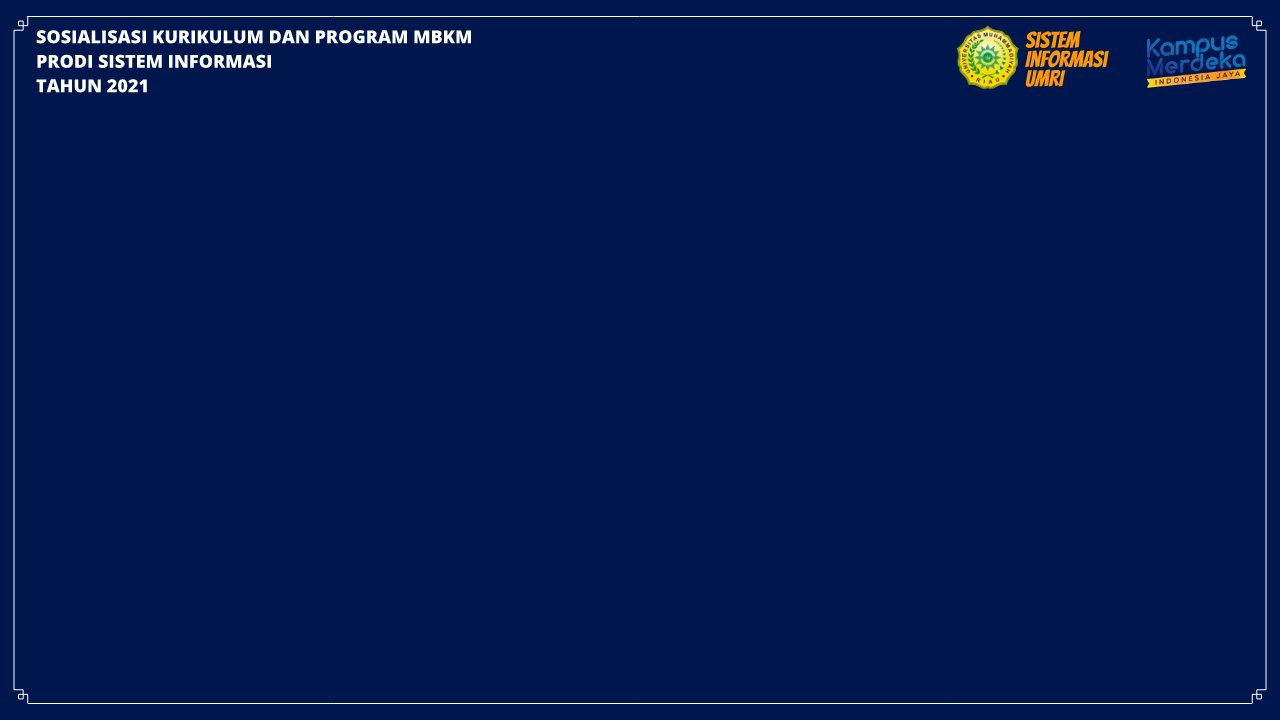 SOSIALISASI KURIKULUM DAN PROGRAM MBKM
PRODI SISTEM INFORMASI
TAHUN 2021
UNIVERSITAS MUHAMMADIYAH
RIAU
SISTEM
INFORMASI
UMRI
Kampus
Merdeka
INDONESIA JAYA